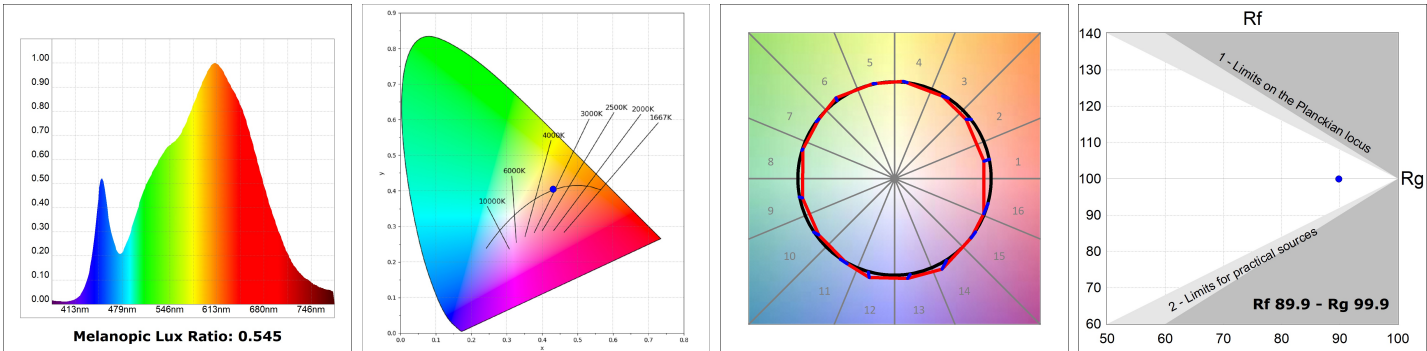 1.00
0.90
0.80
0.70
0.60
0.50
0.40
0.30
0.20
0.10
0.00
413nm 479nm 546nm 613nm 680nm 746nm
Melanopic Lux Ratio: 0.545
0.9
0.8
0.7
0.6
0.5
0.4
0.3
0.2
0.1
0.0
y
0.0 0.1 0.2 0.3 0.4 0.5 0.6 0.7 0.8
x
1667K
2000K
2500K
3000K
4000K
6000K
10000K
1
2
3
4
5
6
7
8
9
10
11
12
13
14
15
16
Rf
140
130
120
110
100
90
80
70
60
50 60 70 80 90 100
Rg
1 - Limits on the Planckian locus
2 - Limits for practical sources
Rf 89.9 - Rg 99.9